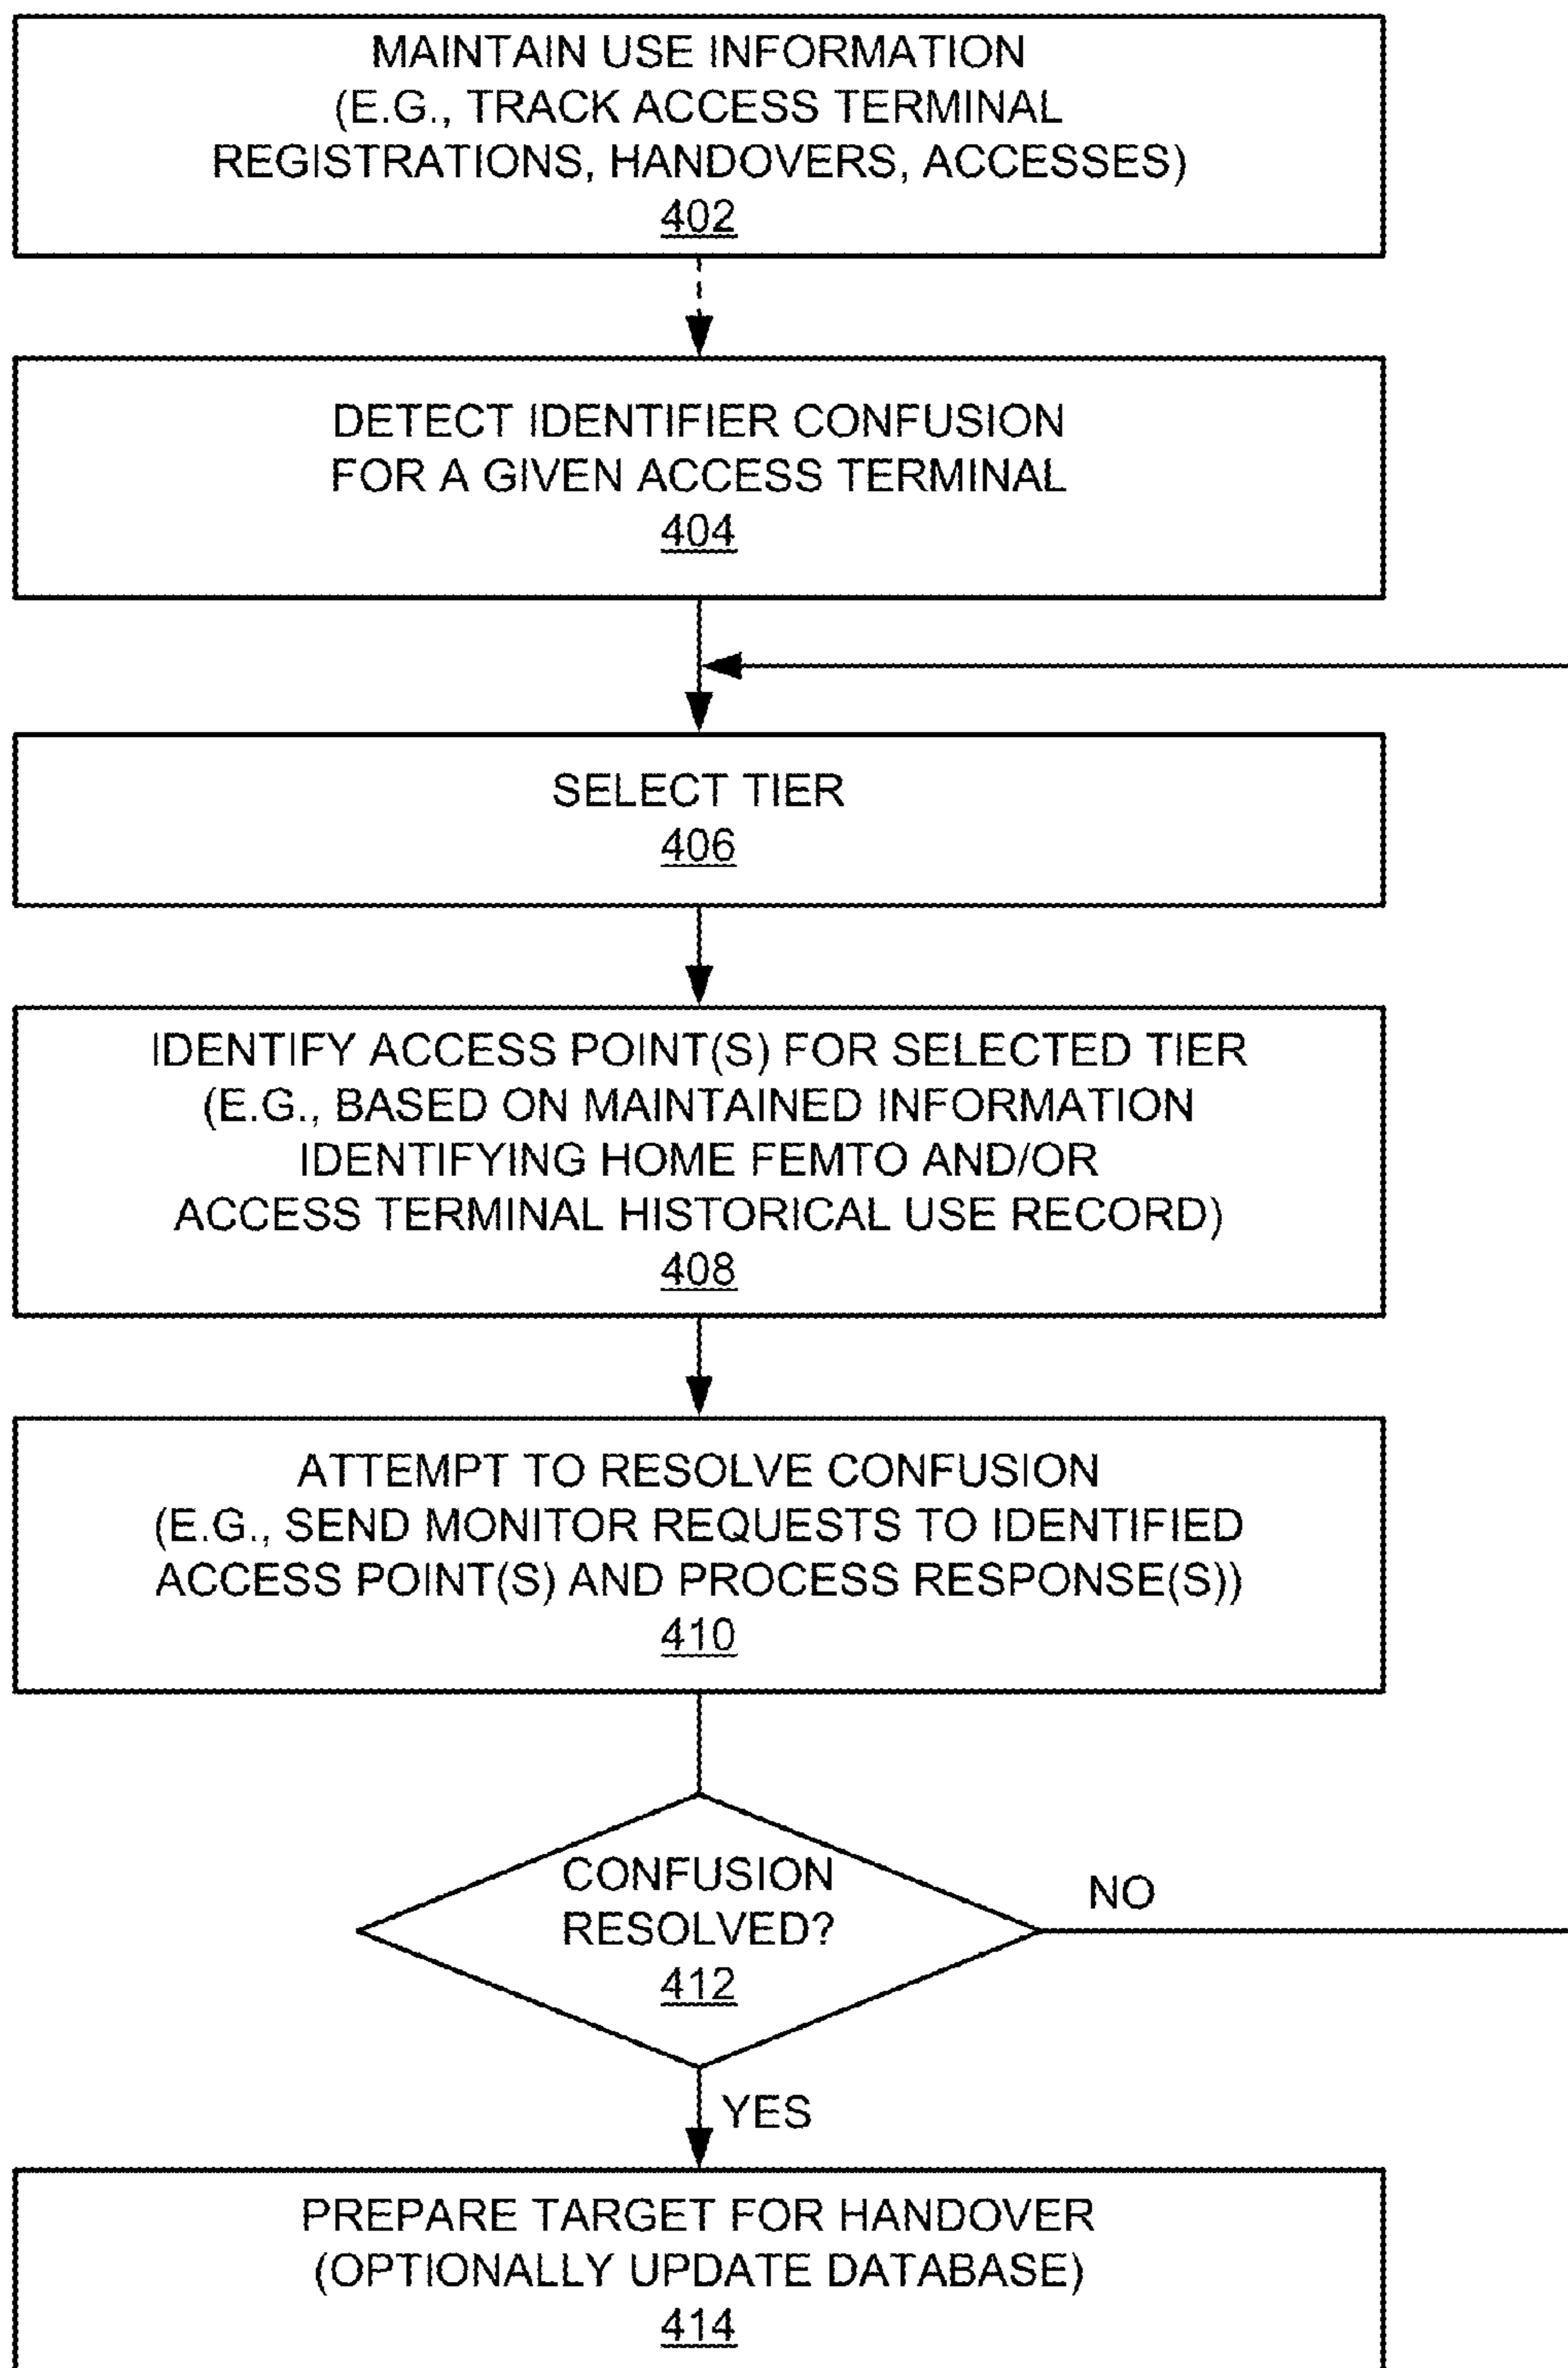 MAINTAIN USE INFORMATION
(E.G., TRACK ACCESS TERMINAL
REGISTRATIONS, HANDOVERS, ACCESSES)
402
DETECT IDENTIFIER CONFUSION
FOR A GIVEN ACCESS TERMINAL
404
SELECT TIER
406
IDENTIFY ACCESS POINT(S) FOR SELECTED TIER
(E.G., BASED ON MAINTAINED INFORMATION
IDENTIFYING HOME FEMTO AND/OR
ACCESS TERMINAL HISTORICAL USE RECORD)
408
ATTEMPT TO RESOLVE CONFUSION
(E.G., SEND MONITOR REQUESTS TO IDENTIFIED
ACCESS POINT(S) AND PROCESS RESPONSE(S))
410
CONFUSION
RESOLVED?
412
NO
YES
PREPARE TARGET FOR HANDOVER
(OPTIONALLY UPDATE DATABASE)
414